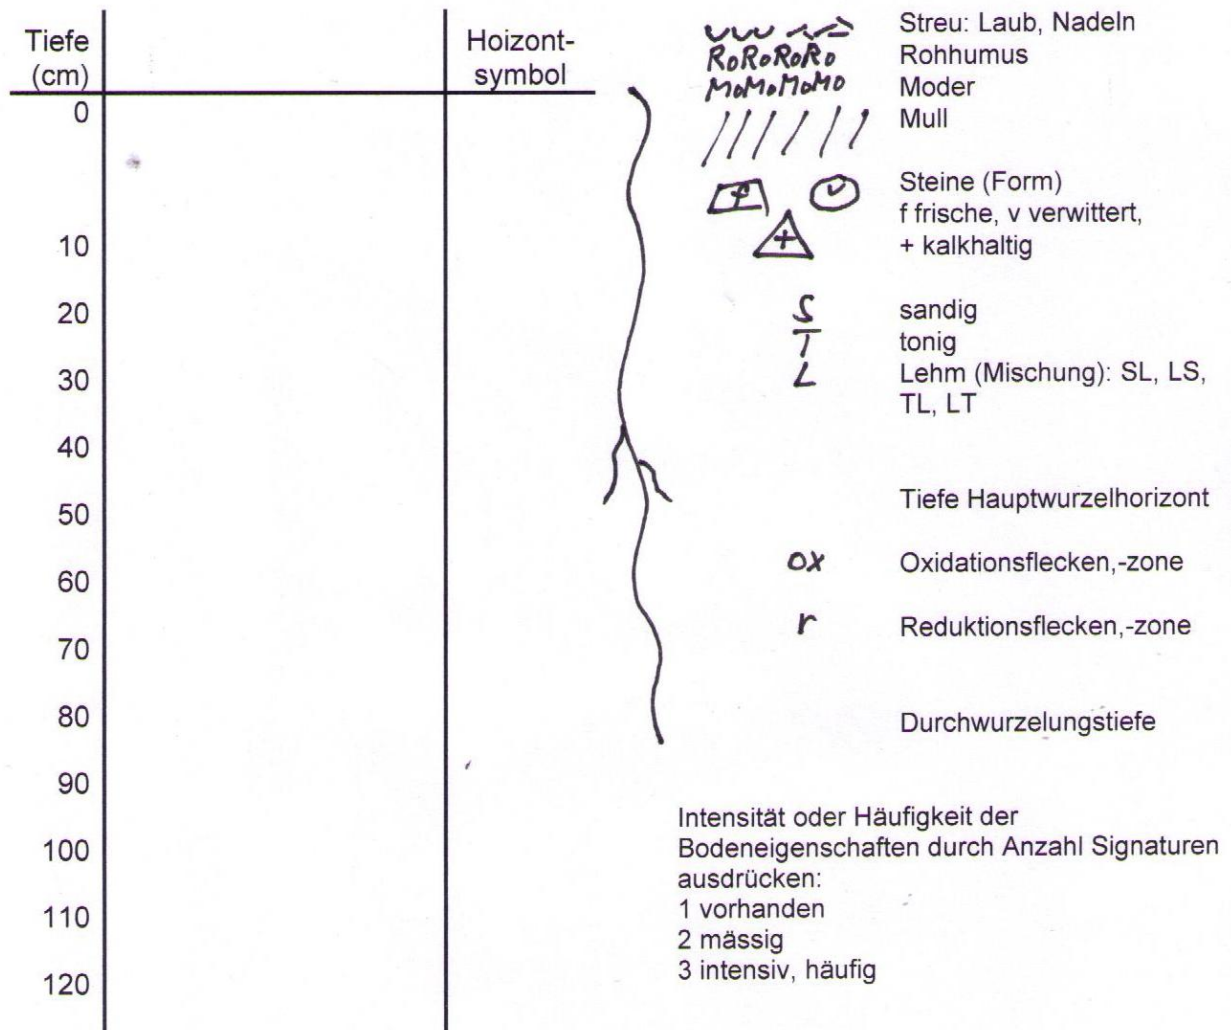 Tiefe
(cm)
Hoizont-
symbol
0
10
20
30
40
50
60
70
80
90
100
110
120
RoRoRoRo
MoMoMoMo
f
v
+
S
T
L
ox
r
Streu: Laub, Nadeln
Rohhumus
Moder
Mull
Steine (Form)
f frische, v verwittert,
+ kalkhaltig
sandig
tonig
Lehm (Mischung): SL, LS,
TL, LT
Tiefe Hauptwurzelhorizont
Oxidationsflecken,-zone
Reduktionsflecken,-zone
Durchwurzelungstiefe
Intensität oder Häufigkeit der
Bodeneigenschaften durch Anzahl Signaturen
ausdrücken:
1 vorhanden
2 mässig
3 intensiv, häufig